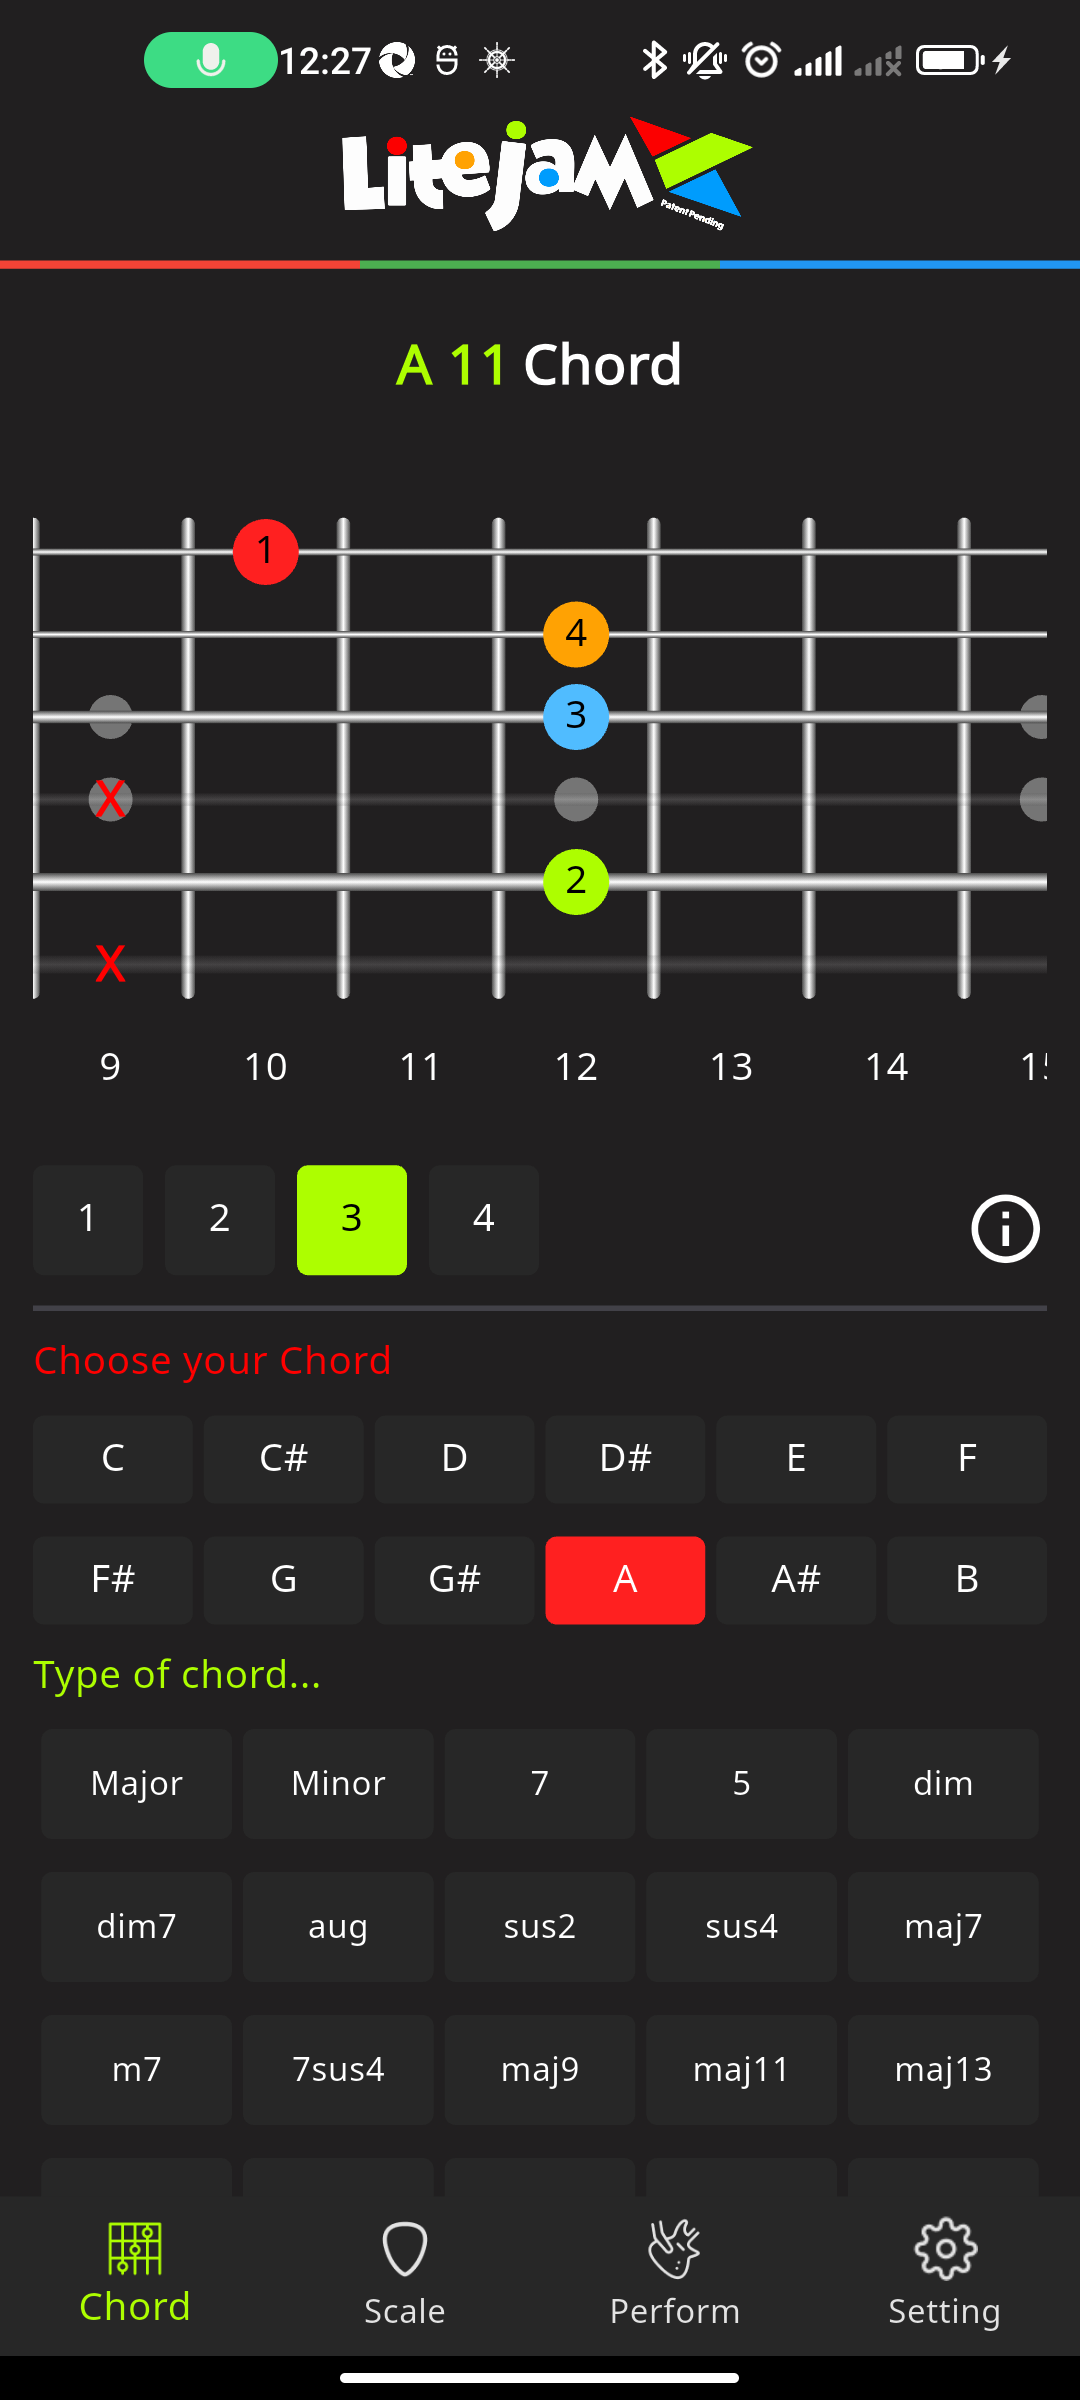 12:27
LiteJam
Patent Pending
A 11 Chord
1
4
3
X
2
X
9 10 11 12 13 14
1 2 3 4
Choose your Chord
C C# D D# E F
F# G G# A A# B
Type of chord...
Major Minor 7 5 dim
dim7 aug sus2 sus4 maj7
m7 7sus4 maj9 maj11 maj13
Chord Scale Perform Setting